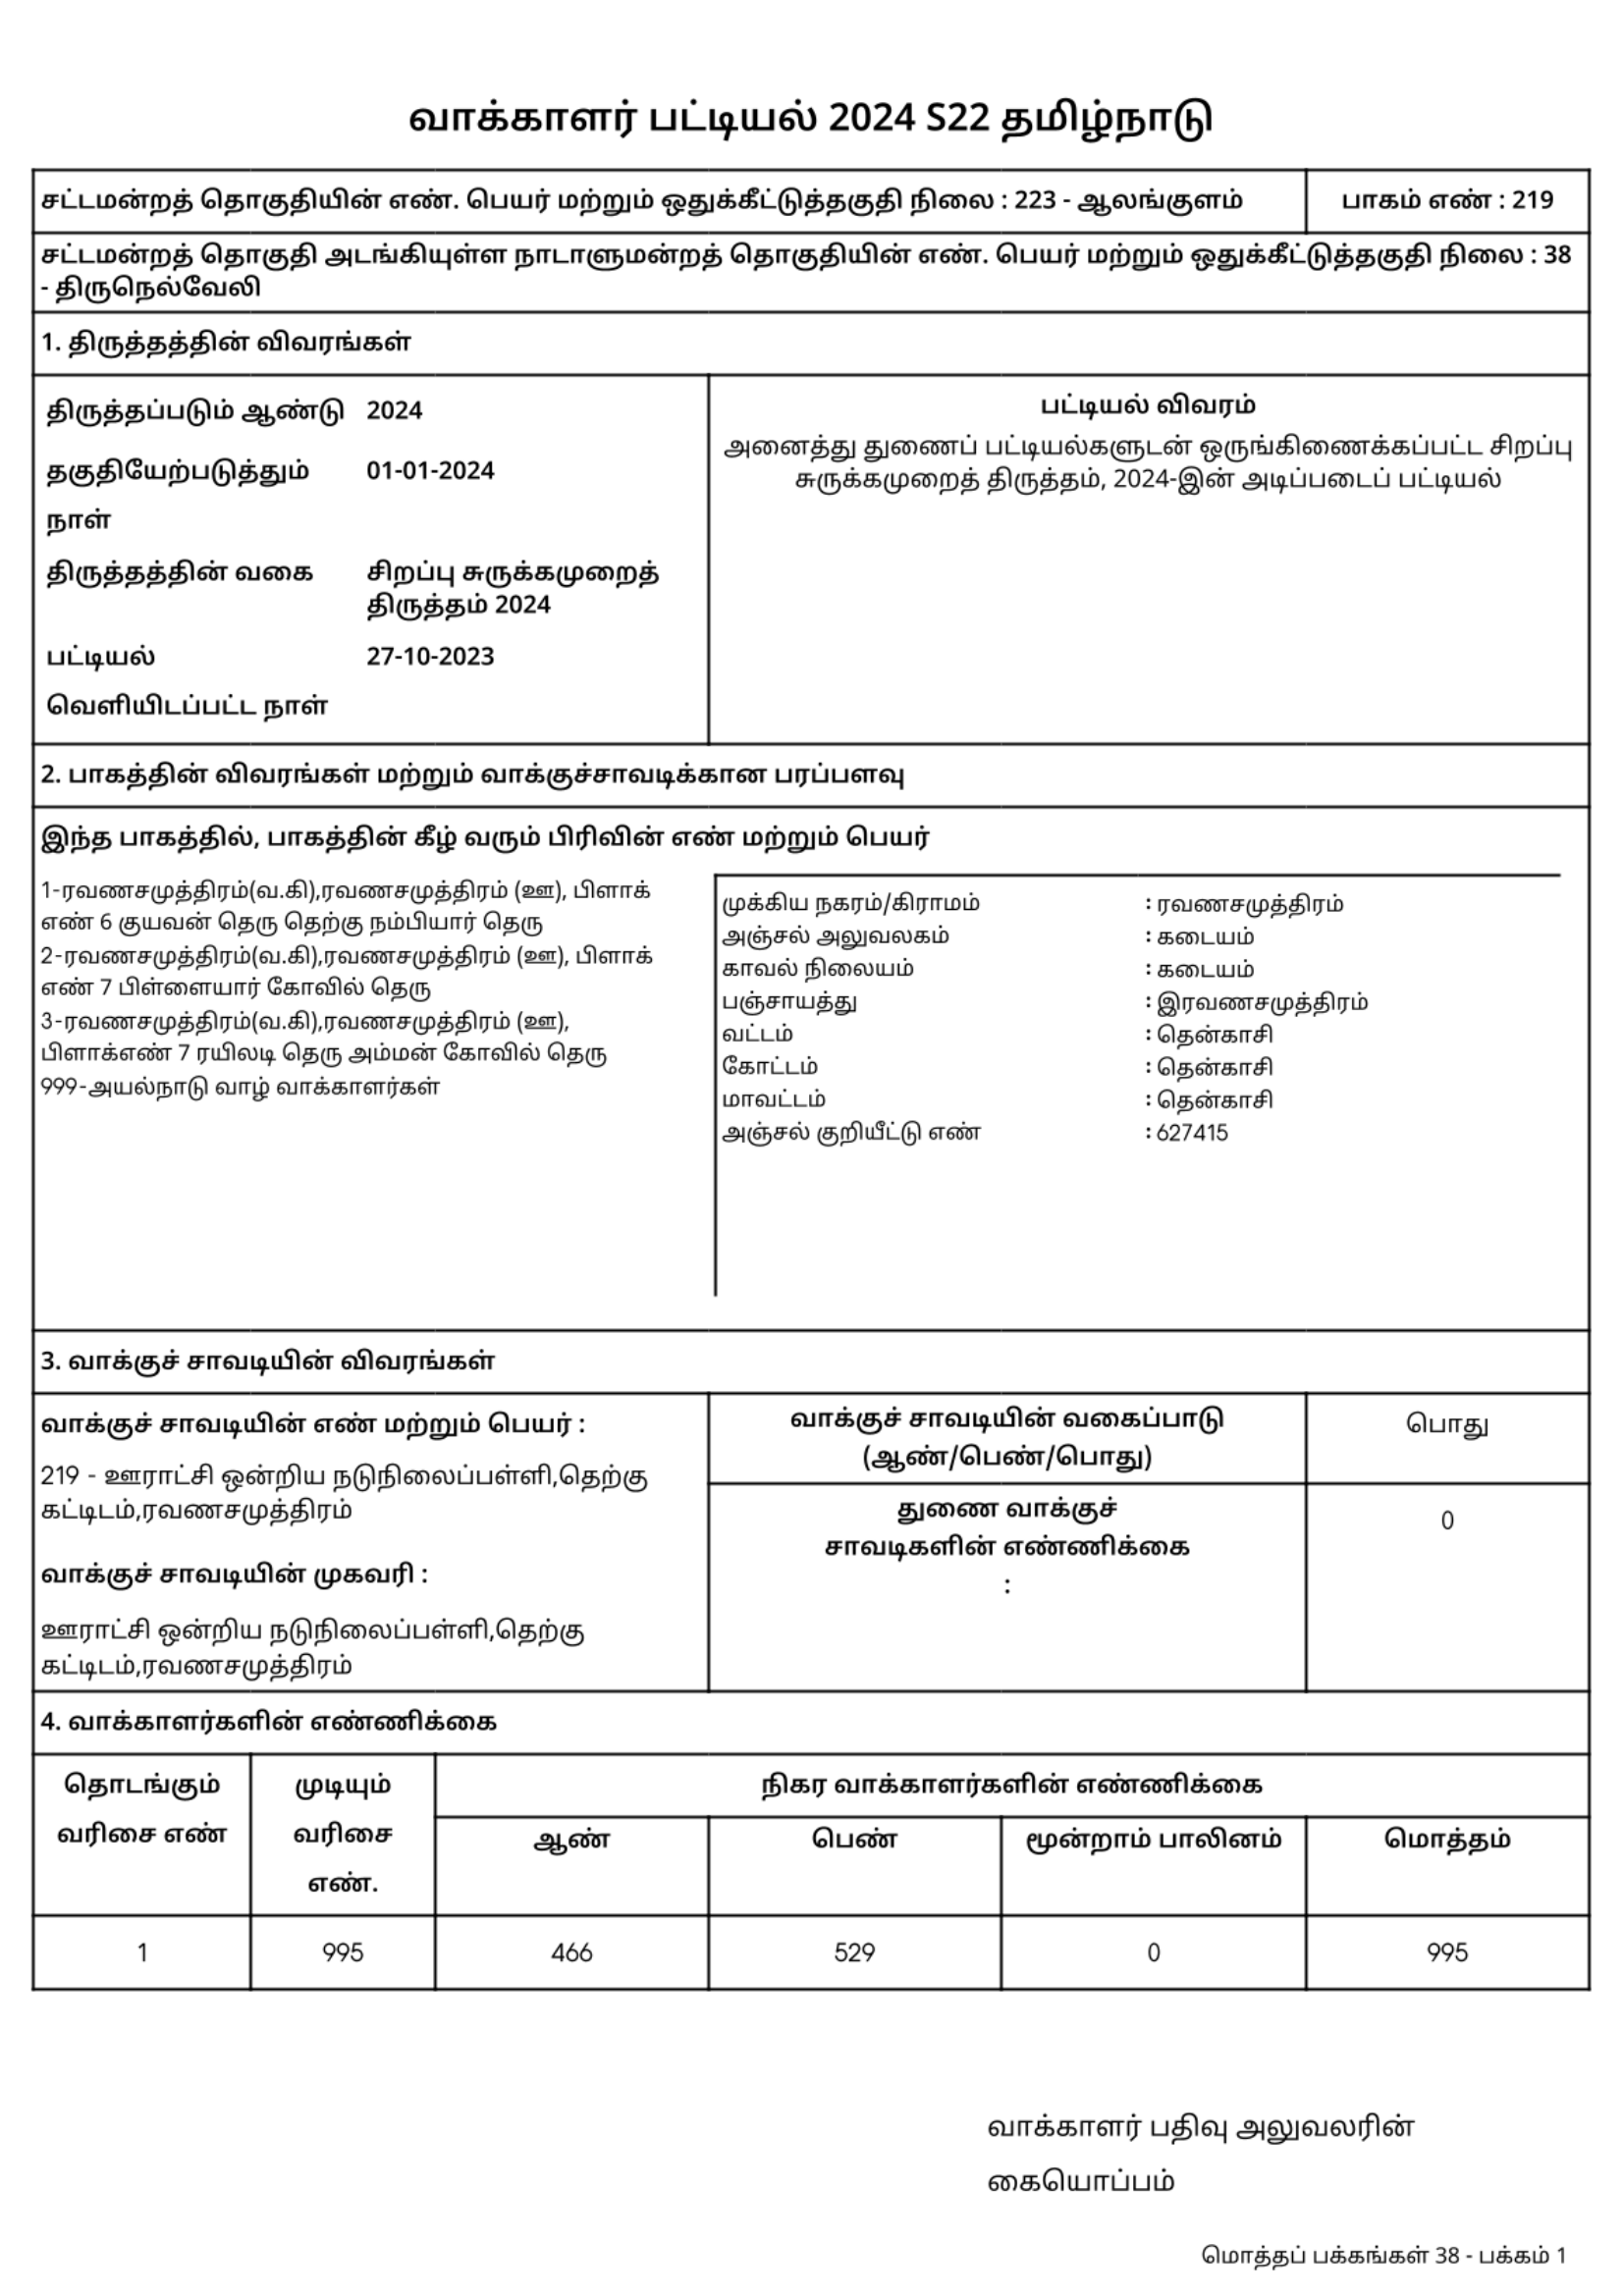 வாக்காளர் பட்டியல் 2024 S22 தமிழ்நாடு
சட்டமன்றத் தொகுதியின் எண். பெயர் மற்றும் ஒதுக்கீட்டுத்தகுதி நிலை : 223 - ஆலங்குளம்
பாகம் எண் : 219
சட்டமன்றத் தொகுதி அடங்கியுள்ள நாடாளுமன்றத் தொகுதியின் எண். பெயர் மற்றும் ஒதுக்கீட்டுத்தகுதி நிலை : 38
- திருநெல்வேலி
1. திருத்தத்தின் விவரங்கள்
திருத்தப்படும் ஆண்டு 2024
தகுதியேற்படுத்தும் 01-01-2024
நாள்
திருத்தத்தின் வகை சிறப்பு சுருக்கமுறைத்
திருத்தம் 2024
பட்டியல் 27-10-2023
வெளியிடப்பட்ட நாள்
பட்டியல் விவரம்
அனைத்து துணைப் பட்டியல்களுடன் ஒருங்கிணைக்கப்பட்ட சிறப்பு
சுருக்கமுறைத் திருத்தம், 2024-இன் அடிப்படைப் பட்டியல்
2. பாகத்தின் விவரங்கள் மற்றும் வாக்குச்சாவடிக்கான பரப்பளவு
இந்த பாகத்தில், பாகத்தின் கீழ் வரும் பிரிவின் எண் மற்றும் பெயர்
1-ரவணசமுத்திரம்(வ.கி),ரவணசமுத்திரம் (ஊ), பிளாக்
எண் 6 குயவன் தெரு தெற்கு நம்பியார் தெரு
2-ரவணசமுத்திரம்(வ.கி),ரவணசமுத்திரம் (ஊ), பிளாக்
எண் 7 பிள்ளையார் கோவில் தெரு
3-ரவணசமுத்திரம்(வ.கி),ரவணசமுத்திரம் (ஊ),
பிளாக்எண் 7 ரயிலடி தெரு அம்மன் கோவில் தெரு
999-அயல்நாடு வாழ் வாக்காளர்கள்
முக்கிய நகரம்/கிராமம் : ரவணசமுத்திரம்
அஞ்சல் அலுவலகம் : கடையம்
காவல் நிலையம் : கடையம்
பஞ்சாயத்து : இரவணசமுத்திரம்
வட்டம் : தென்காசி
கோட்டம் : தென்காசி
மாவட்டம் : தென்காசி
அஞ்சல் குறியீட்டு எண் : 627415
3. வாக்குச் சாவடியின் விவரங்கள்
வாக்குச் சாவடியின் எண் மற்றும் பெயர் :
219 - ஊராட்சி ஒன்றிய நடுநிலைப்பள்ளி,தெற்கு
கட்டிடம்,ரவணசமுத்திரம்
வாக்குச் சாவடியின் முகவரி :
ஊராட்சி ஒன்றிய நடுநிலைப்பள்ளி,தெற்கு
கட்டிடம்,ரவணசமுத்திரம்
வாக்குச் சாவடியின் வகைப்பாடு
(ஆண்/பெண்/பொது)
பொது
துணை வாக்குச்
சாவடிகளின் எண்ணிக்கை
:
0
4. வாக்காளர்களின் எண்ணிக்கை
தொடங்கும்
வரிசை எண்
முடியும்
வரிசை
எண்.
நிகர வாக்காளர்களின் எண்ணிக்கை
ஆண் பெண் மூன்றாம் பாலினம் மொத்தம்
1 995 466 529 0 995
வாக்காளர் பதிவு அலுவலரின்
கையொப்பம்
மொத்தப் பக்கங்கள் 38 - பக்கம் 1